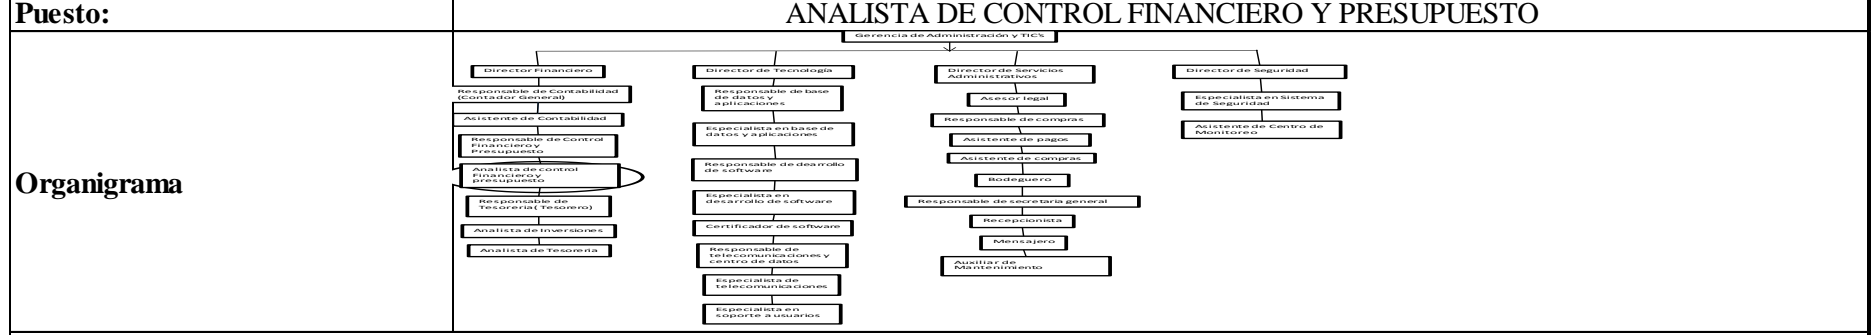 Puesto:
ANALISTA DE CONTROL FINANCIERO Y PRESUPUESTO
Organigrama
Gerencia de Administración y TIC's
Director Financiero
Responsable de Contabilidad
(Contador General)
Asistente de Contabilidad
Responsable de Control
Financiero y
Presupuesto
Analista de control
Financiero y
presupuesto
Responsable de
Tesoreria ( Tesorero)
Analista de Inversiones
Analista de Tesoreria
Director de Tecnología
Responsable de base
de datos y
aplicaciones
Especialista en base de
datos y aplicaciones
Responsable de dearrollo
de software
Especialista en
desarrollo de software
Certificador de software
Responsable de
telecomunicaciones y
centro de datos
Especialista de
telecomunicaciones
Especialista en
soporte a usuarios
Director de Servicios
Administrativos
Asesor legal
Responsable de compras
Asistente de pagos
Asistente de compras
Bodeguero
Responsable de secretaria general
Recepcionista
Mensajero
Auxiliar de
Mantenimiento
Director de Seguridad
Especialista en Sistema
de Seguridad
Asistente de Centro de
Monitoreo